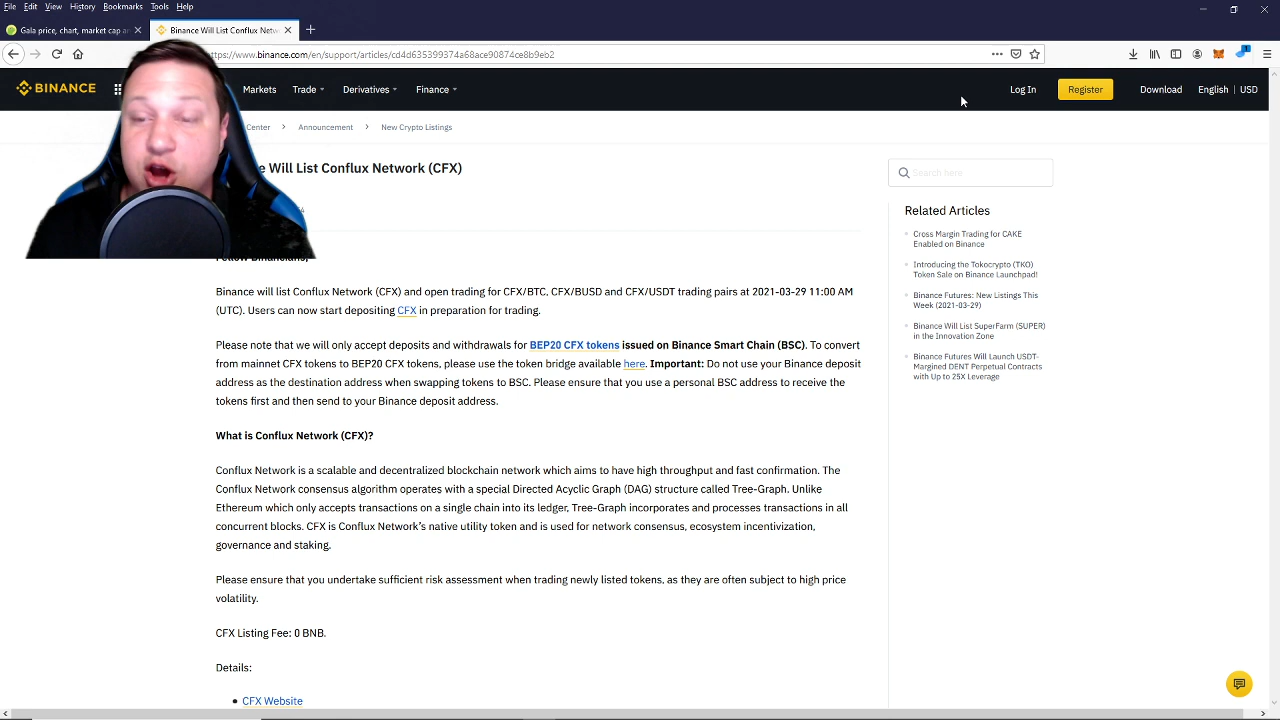 File Edit View History Bookmarks Tools Help
Gala price, chart, market cap an
Binance Will List Conflux Netw
https://www.binance.com/en/support/articles/cd4d635399374a68ace90874ce8b9eb2
1
BINANCE
Markets Trade Derivatives Finance Log In Register Download English | USD
Center > Announcement > New Crypto Listings
e Will List Conflux Network (CFX)
Search here
Fellow Binancians,
Binance will list Conflux Network (CFX) and open trading for CFX/BTC, CFX/BUSD and CFX/USDT trading pairs at 2021-03-29 11:00 AM
(UTC). Users can now start depositing CFX in preparation for trading.
Please note that we will only accept deposits and withdrawals for BEP20 CFX tokens issued on Binance Smart Chain (BSC). To convert
from mainnet CFX tokens to BEP20 CFX tokens, please use the token bridge available here. Important: Do not use your Binance deposit
address as the destination address when swapping tokens to BSC. Please ensure that you use a personal BSC address to receive the
tokens first and then send to your Binance deposit address.
What is Conflux Network (CFX)?
Conflux Network is a scalable and decentralized blockchain network which aims to have high throughput and fast confirmation. The
Conflux Network consensus algorithm operates with a special Directed Acyclic Graph (DAG) structure called Tree-Graph. Unlike
Ethereum which only accepts transactions on a single chain into its ledger, Tree-Graph incorporates and processes transactions in all
concurrent blocks. CFX is Conflux Network's native utility token and is used for network consensus, ecosystem incentivization,
governance and staking.
Please ensure that you undertake sufficient risk assessment when trading newly listed tokens, as they are often subject to high price
volatility.
CFX Listing Fee: 0 BNB.
Details:
• CFX Website
Related Articles
Cross Margin Trading for CAKE
Enabled on Binance
Introducing the Tokocrypto (TKO)
Token Sale on Binance Launchpad!
Binance Futures: New Listings This
Week (2021-03-29)
Binance Will List SuperFarm (SUPER)
in the Innovation Zone
Binance Futures Will Launch USDT-
Margined DENT Perpetual Contracts
with Up to 25X Leverage